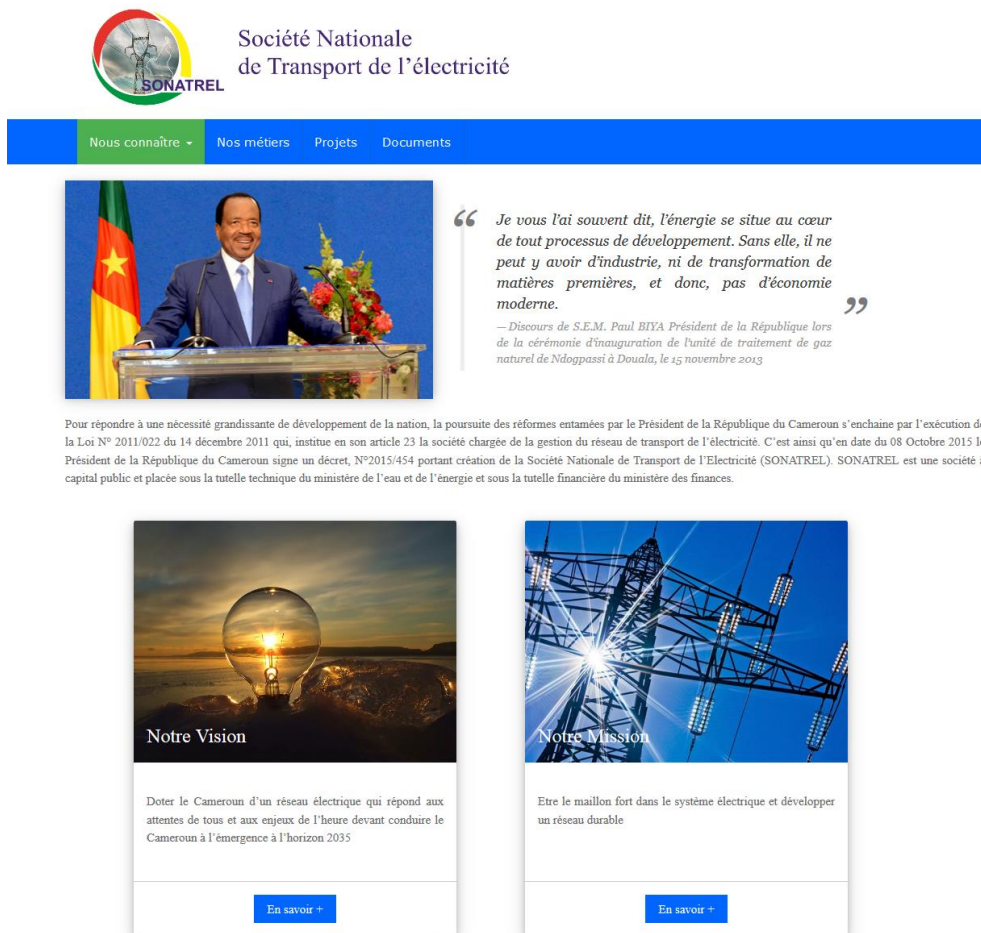 SONATREL
Société Nationale
de Transport de l’électricité
Nous connaître
Nos métiers
Projets
Documents
“ Je vous l’ai souvent dit, l’énergie se situe au cœur
de tout processus de développement. Sans elle, il ne
peut y avoir d’industrie, ni de transformation de
matières premières, et donc, pas d’économie
moderne. ”
— Discours de S.E.M. Paul BIYA Président de la République lors
de la cérémonie d'inauguration de l'unité de traitement de gaz
naturel de Ndogpassi à Douala, le 15 novembre 2013
Pour répondre à une nécessité grandissante de développement de la nation, la poursuite des réformes entamées par le Président de la République du Cameroun s’enchaine par l’exécution de
la Loi N° 2011/022 du 14 décembre 2011 qui, institue en son article 23 la société chargée de la gestion du réseau de transport de l’électricité. C’est ainsi qu’en date du 08 Octobre 2015 le
Président de la République du Cameroun signe un décret, N°2015/454 portant création de la Société Nationale de Transport de l’Electricité (SONATREL). SONATREL est une société à
capital public et placée sous la tutelle technique du ministère de l’eau et de l’énergie et sous la tutelle financière du ministère des finances.
Notre Vision
Doter le Cameroun d’un réseau électrique qui répond aux
attentes de tous et aux enjeux de l’heure devant conduire le
Cameroun à l’émergence à l’horizon 2035
En savoir +
Notre Mission
Etre le maillon fort dans le système électrique et développer
un réseau durable
En savoir +